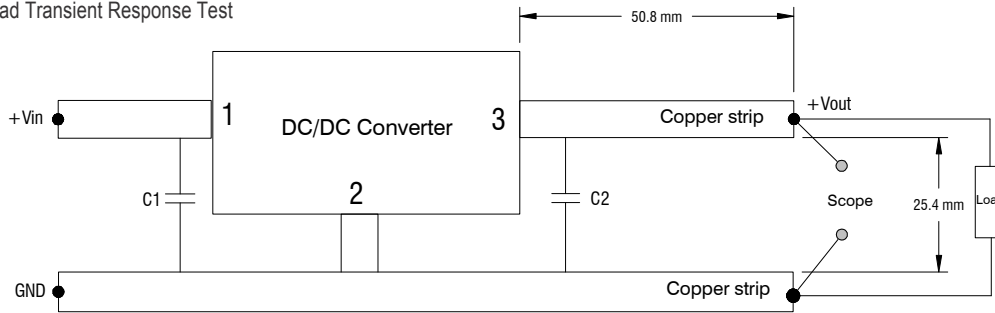 ad Transient Response Test
50.8 mm
+Vin
1
DC/DC Converter
3
Copper strip
+Vout
2
C1
C2
Scope
25.4 mm
Loa
GND
Copper strip